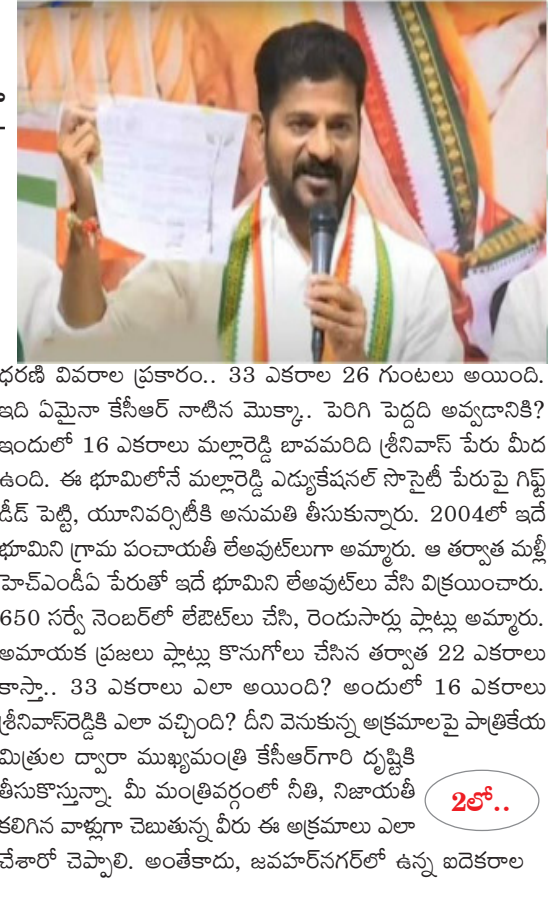 ధరణి వివరాల ప్రకారం.. 33 ఎకరాల 26 గుంటలు అయింది.
ఇది ఏమైనా కేసీఆర్ నాటిన మొక్కా.. పెరిగి పెద్దది అవ్వడానికి?
ఇందులో 16 ఎకరాలు మల్లారెడ్డి బావమరిది శ్రీనివాస్ పేరు మీద
ఉంది. ఈ భూమిలోనే మల్లారెడ్డి ఎడ్యుకేషనల్ సొసైటీ పేరుపై గిఫ్ట్
డీడ్ పెట్టి, యూనివర్సిటీకి అనుమతి తీసుకున్నారు. 2004లో ఇదే
భూమిని గ్రామ పంచాయతీ లేఅవుట్‌లుగా అమ్మారు. ఆ తర్వాత మళ్లీ
హెచ్ఎండీఏ పేరుతో ఇదే భూమిని లేఅవుట్‌లు వేసి విక్రయించారు.
650 సర్వే నెంబర్‌లో లేఔట్‌లు చేసి, రెండుసార్లు ప్లాట్లు అమ్మారు.
అమాయక ప్రజలు ప్లాట్లు కొనుగోలు చేసిన తర్వాత 22 ఎకరాలు
కాస్తా.. 33 ఎకరాలు ఎలా అయింది? అందులో 16 ఎకరాలు
శ్రీనివాస్‌రెడ్డికి ఎలా వచ్చింది? దీని వెనుకున్న అక్రమాలపై పాత్రికేయ
మిత్రుల ద్వారా ముఖ్యమంత్రి కేసీఆర్‌గారి దృష్టికి
తీసుకొస్తున్నా. మీ మంత్రివర్గంలో నీతి, నిజాయతీ
కలిగిన వాళ్లుగా చెబుతున్న వీరు ఈ అక్రమాలు ఎలా
చేశారో చెప్పాలి. అంతేకాదు, జవహర్‌నగర్‌లో ఉన్న ఐదెకరాల
2లో..